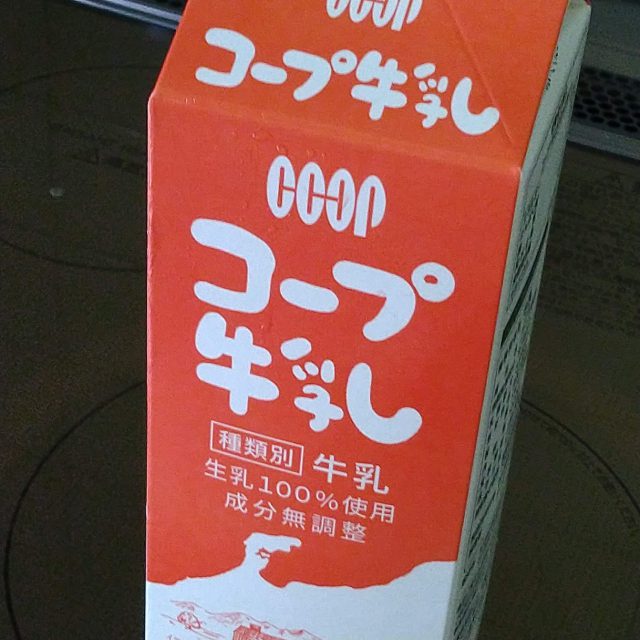 COOP
コープ牛乳
COOP
コープ
牛乳
種類別 牛乳
生乳100%使用
成分無調整